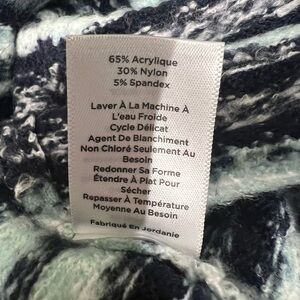 65% Acrylique
30% Nylon
5% Spandex
Laver À La Machine À
L'eau Froide
Cycle Délicat
Agent De Blanchiment
Non Chloré Seulement Au
Besoin
Redonner Sa Forme
Étendre À Plat Pour
Sécher
Repasser À Température
Moyenne Au Besoin
Fabriqué En Jordanie